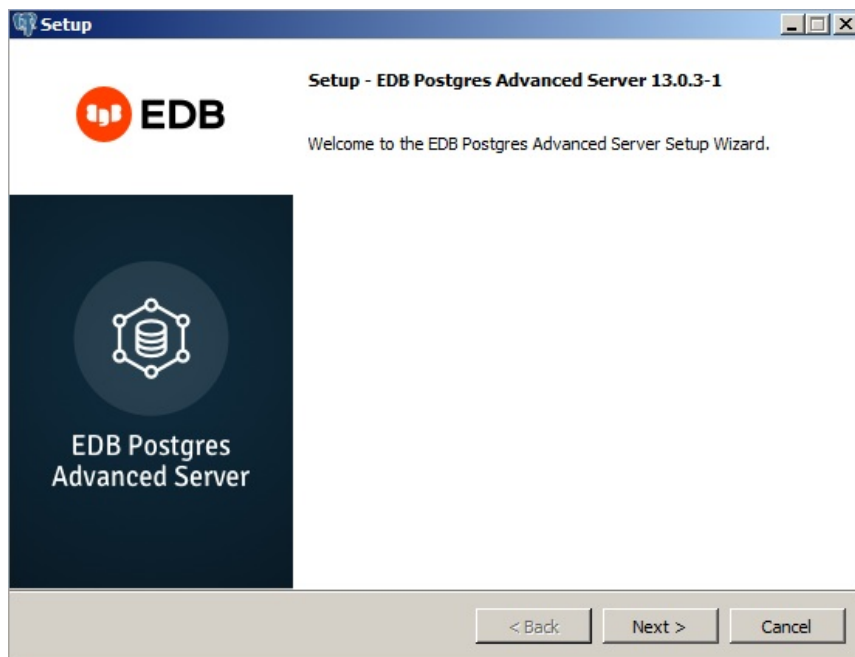 Setup
EDB
Setup - EDB Postgres Advanced Server 13.0.3-1
Welcome to the EDB Postgres Advanced Server Setup Wizard.
EDB Postgres
Advanced Server
< Back
Next >
Cancel